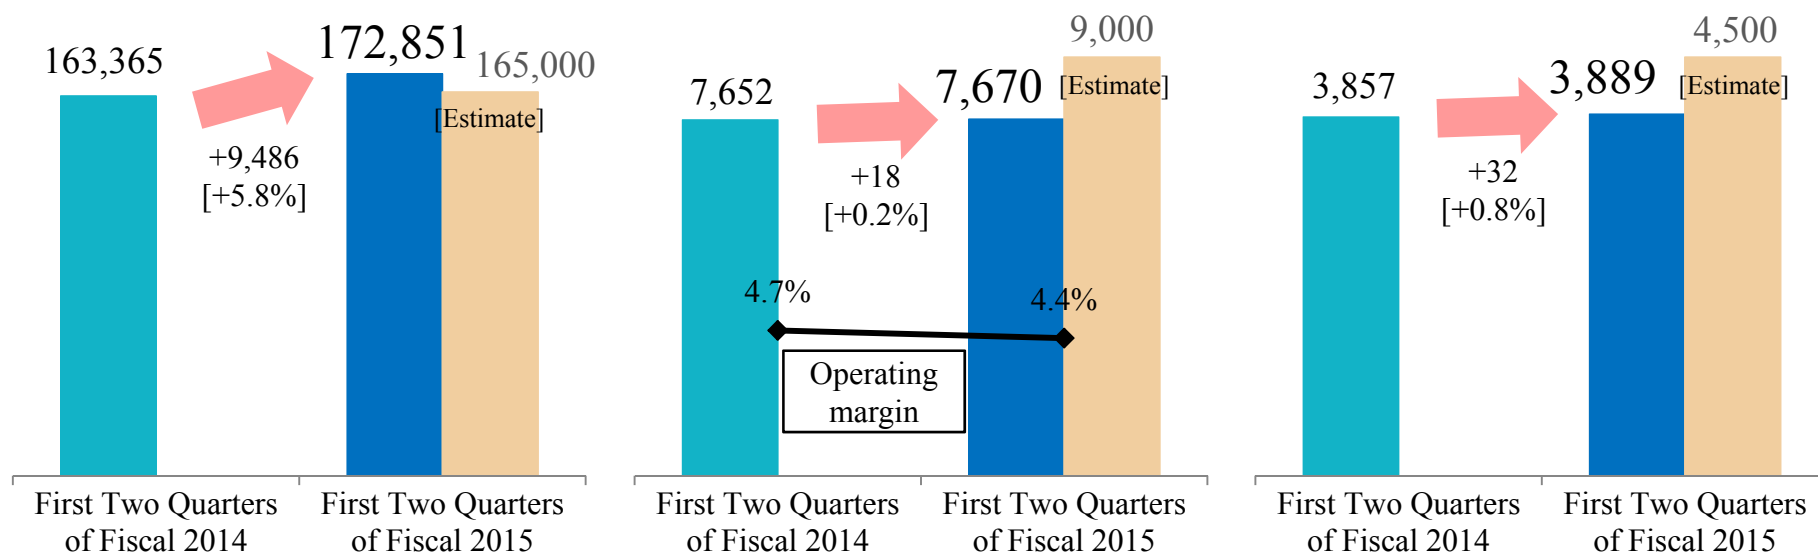 163,365
+9,486
[+5.8%]
172,851
165,000
[Estimate]
First Two Quarters
of Fiscal 2014
First Two Quarters
of Fiscal 2015
7,652
+18
[+0.2%]
7,670
9,000
[Estimate]
4.7%
4.4%
Operating
margin
First Two Quarters
of Fiscal 2014
First Two Quarters
of Fiscal 2015
3,857
+32
[+0.8%]
3,889
4,500
[Estimate]
First Two Quarters
of Fiscal 2014
First Two Quarters
of Fiscal 2015